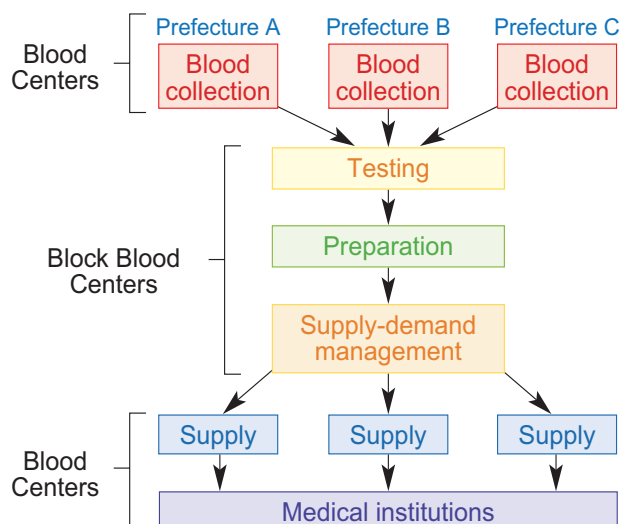 Prefecture A
Prefecture B
Prefecture C
Blood
Centers
Blood
collection
Blood
collection
Blood
collection
Testing
Block Blood
Centers
Preparation
Supply-demand
management
Blood
Centers
Supply
Supply
Supply
Medical institutions